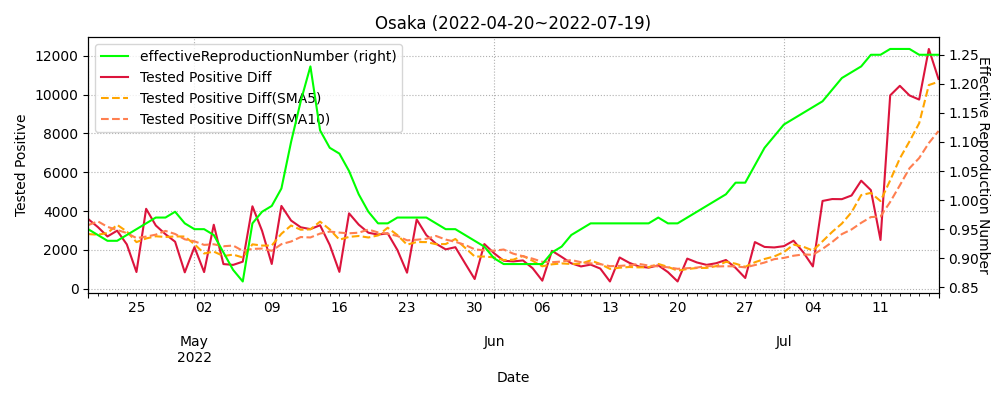 Osaka (2022-04-20~2022-07-19)
effectiveReproductionNumber (right)
Tested Positive Diff
Tested Positive Diff(SMA5)
Tested Positive Diff(SMA10)
Tested Positive
12000
10000
8000
6000
4000
2000
0
1.25
1.20
1.15
1.10
1.05
1.00
0.95
0.90
0.85
Effective Reproduction Number
25 02 09 16 23 30 06 13 20 27 04 11
May Jun Jul
2022
Date